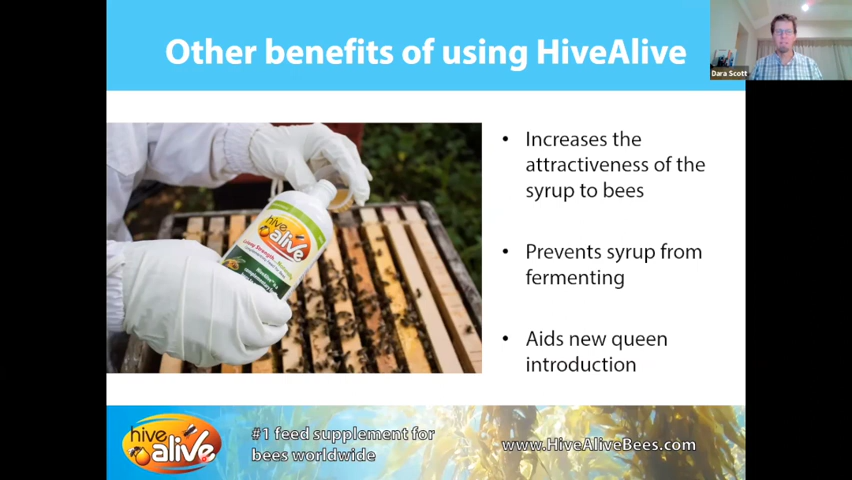 Other benefits of using HiveAlive
Dara Scott
• Increases the
attractiveness of the
syrup to bees
• Prevents syrup from
fermenting
• Aids new queen
introduction
hive
alive
hive
alive
#1 feed supplement for
bees worldwide
www.HiveAliveBees.com